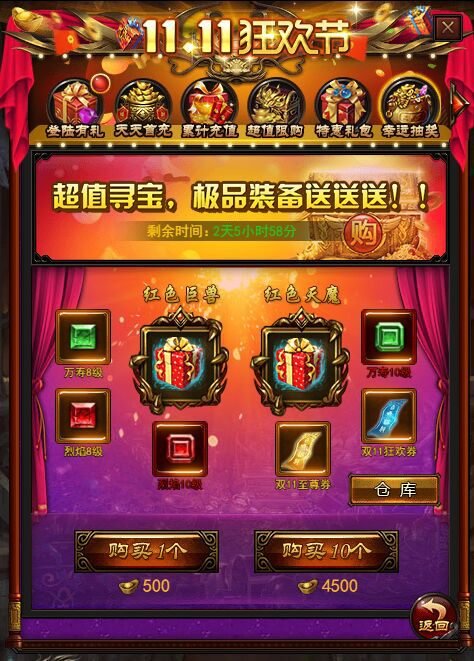 11.11狂欢节
登陆有礼 天天首充 累计充值 超值限购 特惠礼包 幸运抽奖
超值寻宝，极品装备送送送！！
剩余时间：2天5小时58分
购
红色巨兽 红色天魔
万寿8级 万寿10级
烈焰8级 双11狂欢券
烈焰10级 双11至尊券
仓库
购买1个 购买10个
500 4500
返回